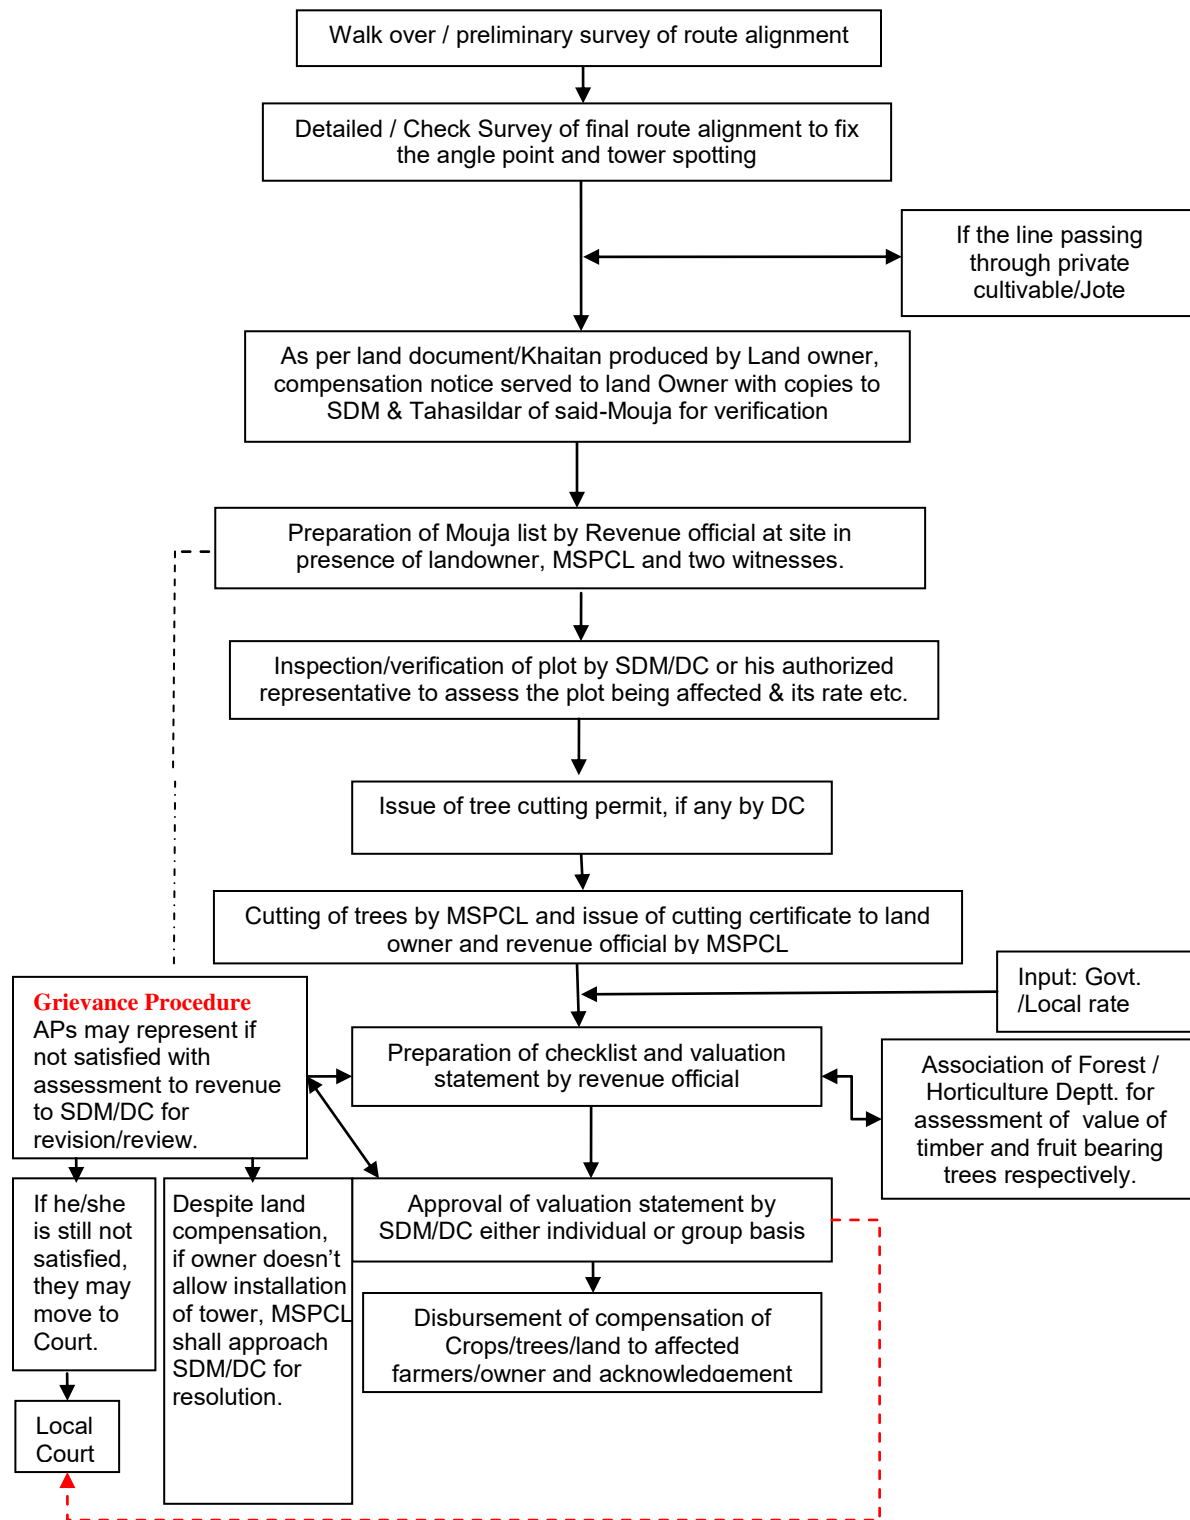 Walk over / preliminary survey of route alignment
Detailed / Check Survey of final route alignment to fix
the angle point and tower spotting
If the line passing
through private
cultivable/Jote
As per land document/Khaitan produced by Land owner,
compensation notice served to land Owner with copies to
SDM & Tahasildar of said-Mouja for verification
Preparation of Mouja list by Revenue official at site in
presence of landowner, MSPCL and two witnesses.
Inspection/verification of plot by SDM/DC or his authorized
representative to assess the plot being affected & its rate etc.
Issue of tree cutting permit, if any by DC
Cutting of trees by MSPCL and issue of cutting certificate to land
owner and revenue official by MSPCL
Input: Govt.
/Local rate
Grievance Procedure
APs may represent if
not satisfied with
assessment to revenue
to SDM/DC for
revision/review.
Preparation of checklist and valuation
statement by revenue official
Association of Forest /
Horticulture Deptt. for
assessment of value of
timber and fruit bearing
trees respectively.
If he/she
is still not
satisfied,
they may
move to
Court.
Despite land
compensation,
if owner doesn’t
allow installation
of tower, MSPCL
shall approach
SDM/DC for
resolution.
Approval of valuation statement by
SDM/DC either individual or group basis
Disbursement of compensation of
Crops/trees/land to affected
farmers/owner and acknowledgement
Local
Court